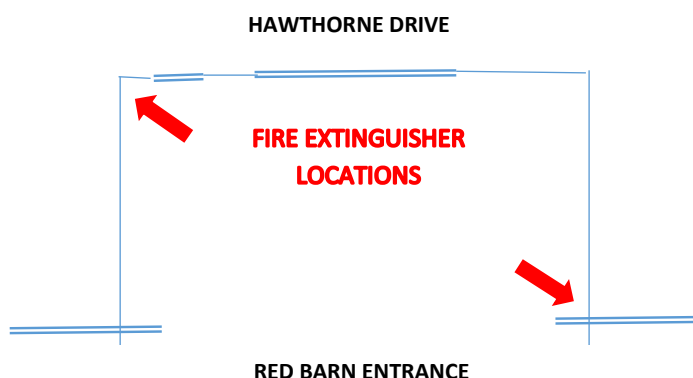 HAWTHORNE DRIVE
FIRE EXTINGUISHER
LOCATIONS
RED BARN ENTRANCE